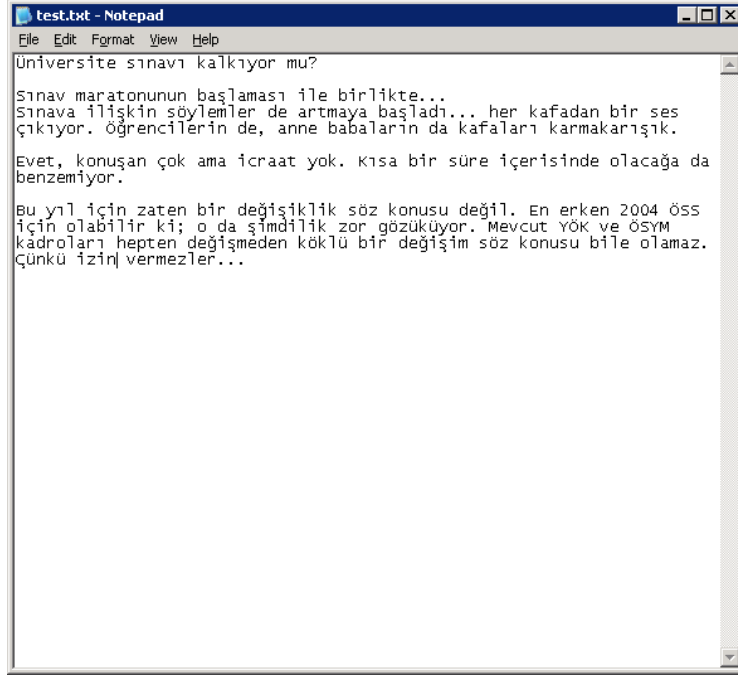 test.txt - Notepad
File Edit Format View Help
Üniversite sınavı kalkıyor mu?
Sınav maratonunun başlaması ile birlikte...
Sınava ilişkin söylemler de artmaya başladı... her kafadan bir ses
çıkıyor. Öğrencilerin de, anne babaların da kafaları karmakarışık.
Evet, konuşan çok ama icraat yok. Kısa bir süre içerisinde olacağa da
benzemiyor.
Bu yıl için zaten bir değişiklik söz konusu değil. En erken 2004 ÖSS
için olabilir ki; o da şimdilik zor gözüküyor. Mevcut YÖK ve ÖSYM
kadroları hepten değişmeden köklü bir değişim söz konusu bile olamaz.
Çünkü izin vermezler...